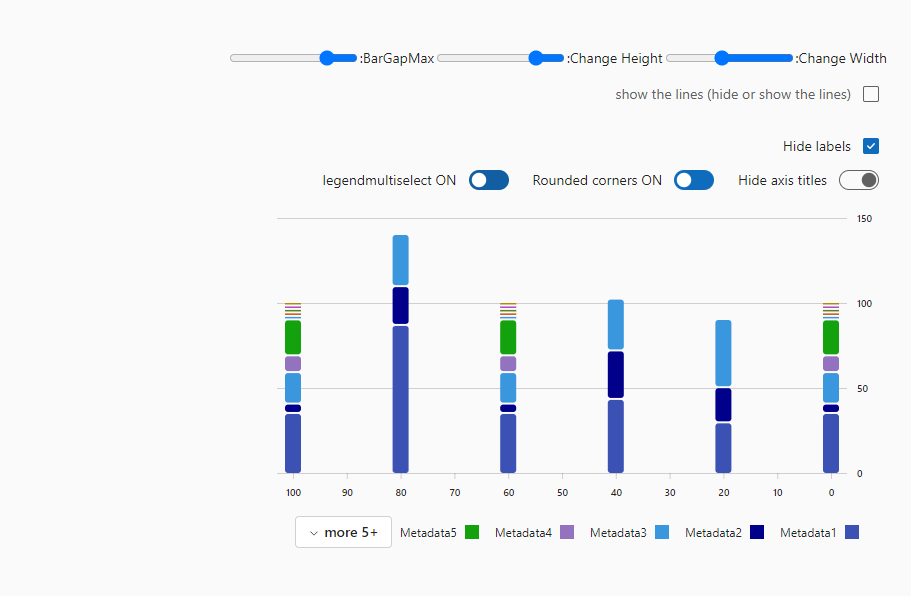 :BarGapMax :Change Height :Change Width
show the lines (hide or show the lines)
Hide labels
legendmultiselect ON Rounded corners ON Hide axis titles
150
100
50
0
100 90 80 70 60 50 40 30 20 10 0
more 5+ Metadata5 Metadata4 Metadata3 Metadata2 Metadata1